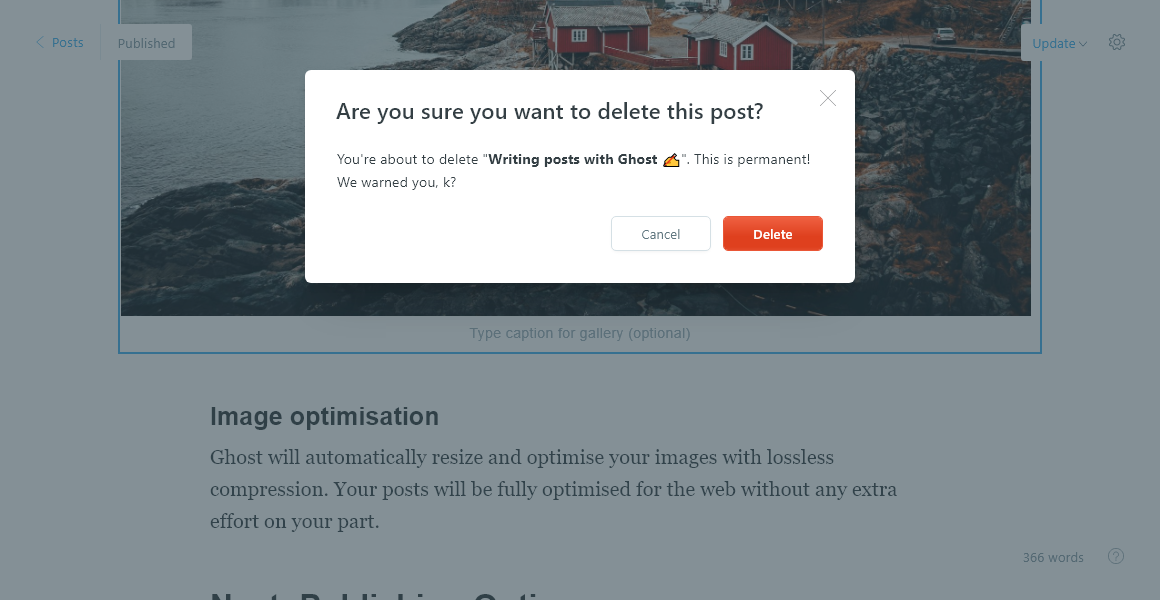 Posts
Published
Update
Are you sure you want to delete this post?
You're about to delete "Writing posts with Ghost ✍️". This is permanent!
We warned you, k?
Cancel
Delete
Type caption for gallery (optional)
Image optimisation
Ghost will automatically resize and optimise your images with lossless
compression. Your posts will be fully optimised for the web without any extra
effort on your part.
366 words
?